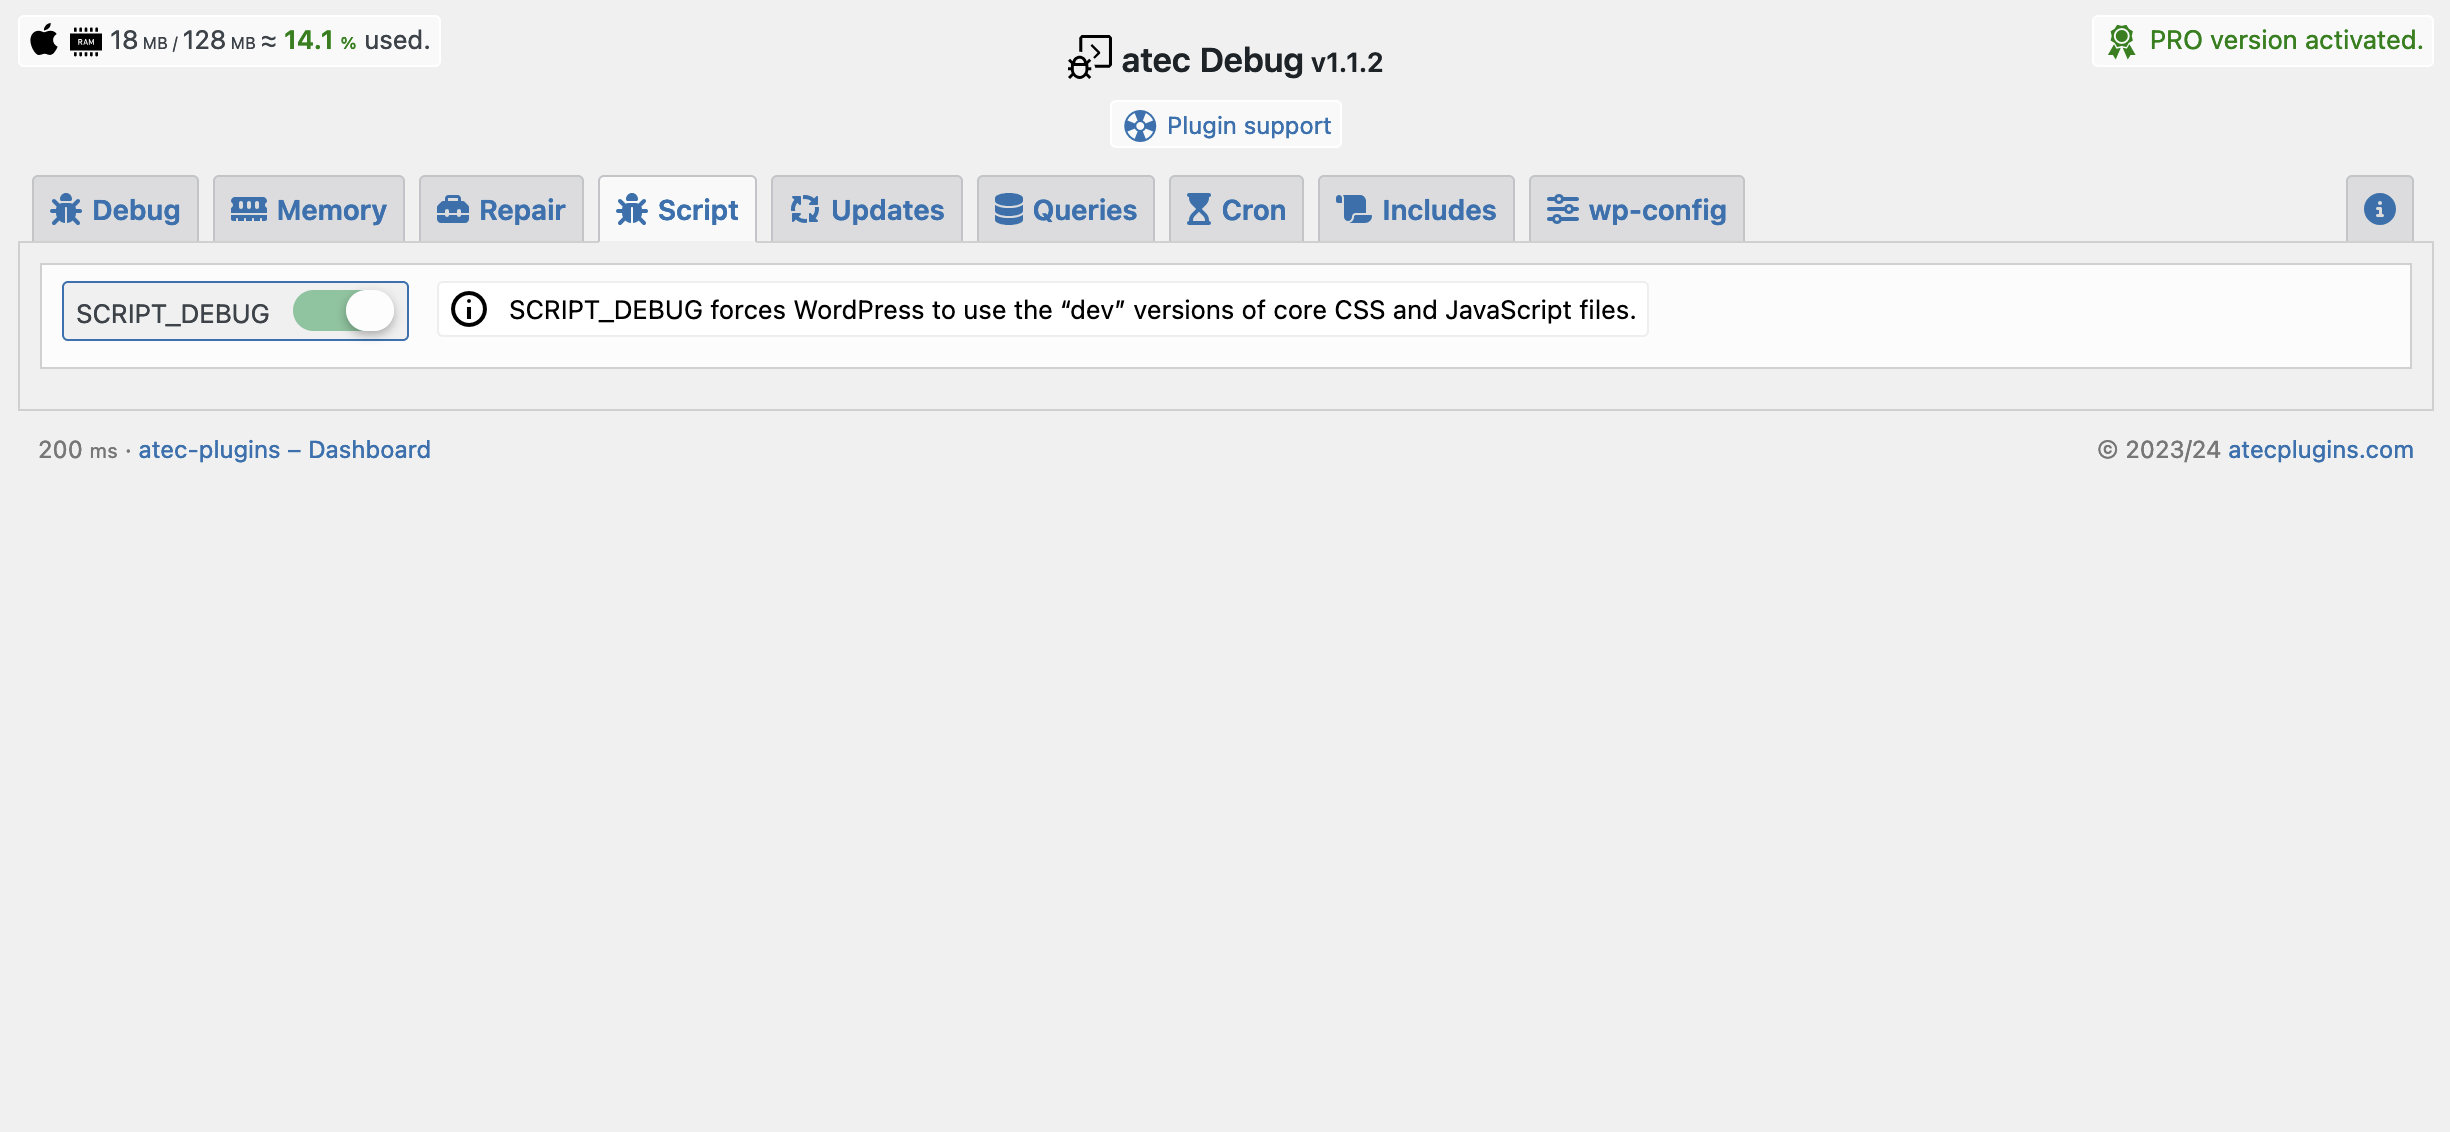 RAM 18 MB / 128 MB ≈ 14.1 % used.
atec Debug v1.1.2
PRO version activated.
Plugin support
Debug Memory Repair Script Updates Queries Cron Includes wp-config
SCRIPT_DEBUG
SCRIPT_DEBUG forces WordPress to use the “dev” versions of core CSS and JavaScript files.
200 ms · atec-plugins – Dashboard
© 2023/24 atecplugins.com